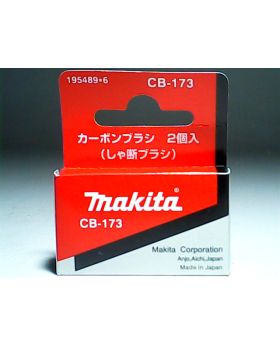 195489*6 CB-173
カーボンブラシ 2個入
(しゃ断ブラシ)
makita
CB-173
Makita Corporation
Anjo,Aichi,Japan
Made in Japan